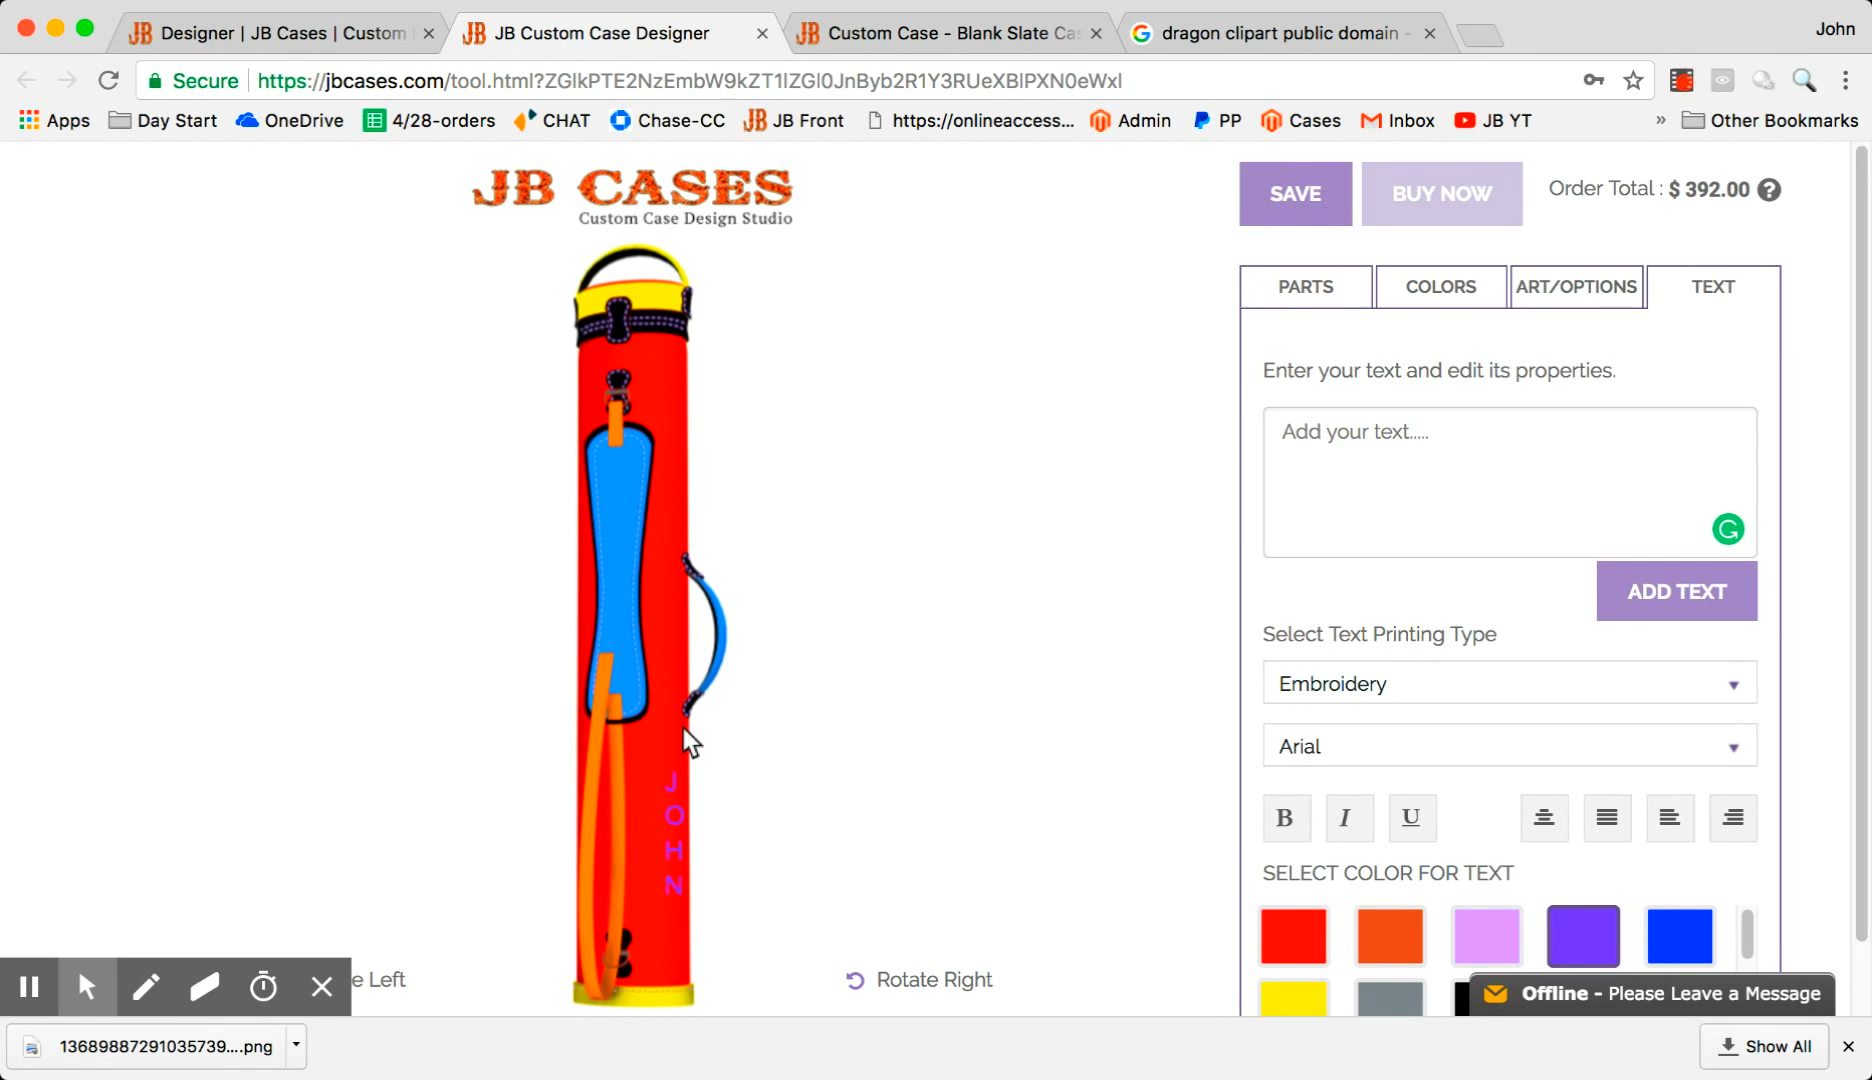 Designer | JB Cases | Custom
JB Custom Case Designer
Custom Case - Blank Slate Cas
dragon clipart public domain -
John
Secure
https://jbcases.com/tool.html?ZGlkPTE2NzEmbW9kZT1lZGl0JnByb2R1Y3RUeXBlPXN0eWxl
Apps
Day Start
OneDrive
4/28-orders
CHAT
Chase-CC
JB Front
https://onlineaccess...
Admin
PP
Cases
Inbox
JB YT
»
Other Bookmarks
JB CASES
Custom Case Design Studio
SAVE
BUY NOW
Order Total : $ 392.00
PARTS
COLORS
ART/OPTIONS
TEXT
Enter your text and edit its properties.
Add your text.....
ADD TEXT
Select Text Printing Type
Embroidery
Arial
B I U
SELECT COLOR FOR TEXT
J
O
H
N
e Left
Rotate Right
Offline - Please Leave a Message
13689887291035739....png
Show All